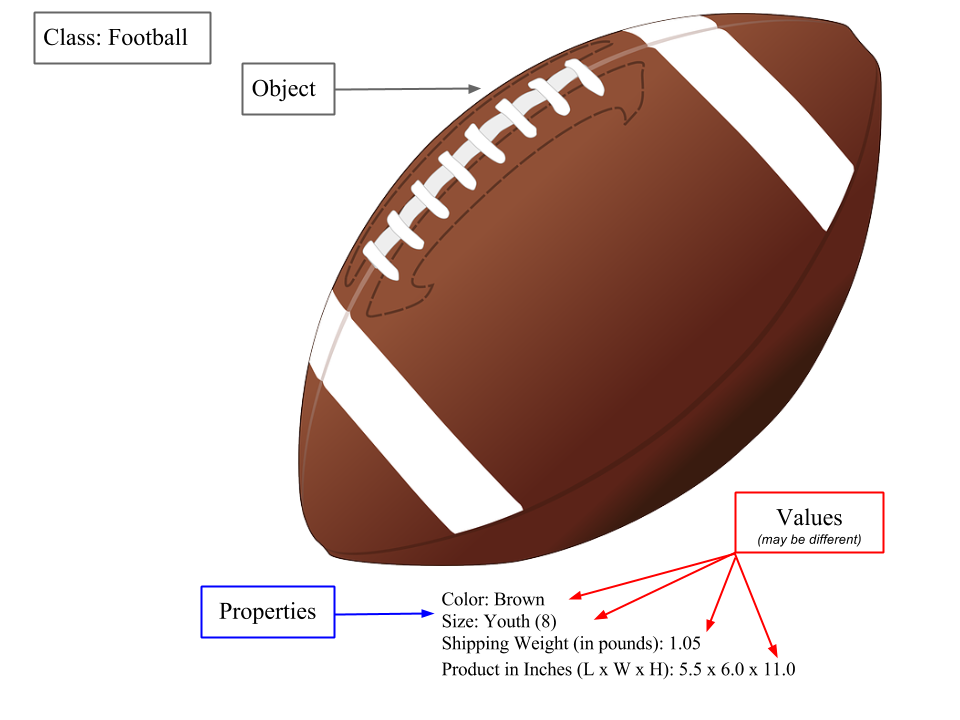 Class: Football
Object
Values
(may be different)
Properties
Color: Brown
Size: Youth (8)
Shipping Weight (in pounds): 1.05
Product in Inches (L x W x H): 5.5 x 6.0 x 11.0